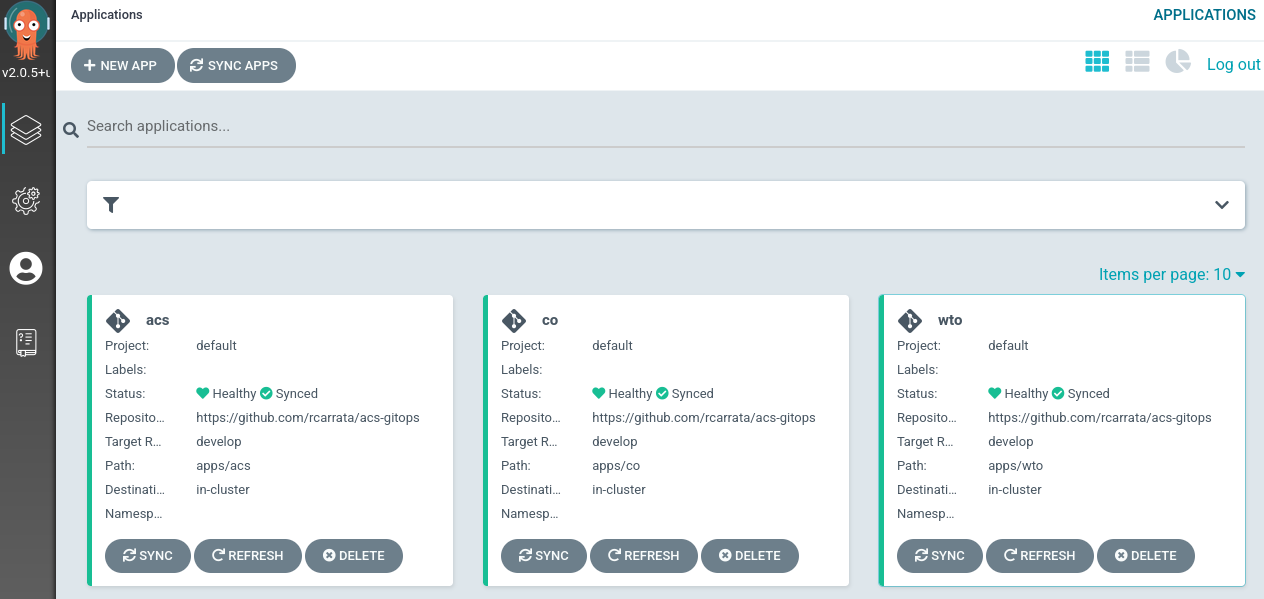 Applications
APPLICATIONS
v2.0.5+
NEW APP
SYNC APPS
Log out
Search applications...
Items per page: 10
acs
Project: default
Labels:
Status: Healthy Synced
Reposito... https://github.com/rcarrata/acs-gitops
Target R... develop
Path: apps/acs
Destinati... in-cluster
Namesp...
SYNC REFRESH DELETE
co
Project: default
Labels:
Status: Healthy Synced
Reposito... https://github.com/rcarrata/acs-gitops
Target R... develop
Path: apps/co
Destinati... in-cluster
Namesp...
SYNC REFRESH DELETE
wto
Project: default
Labels:
Status: Healthy Synced
Reposito... https://github.com/rcarrata/acs-gitops
Target R... develop
Path: apps/wto
Destinati... in-cluster
Namesp...
SYNC REFRESH DELETE